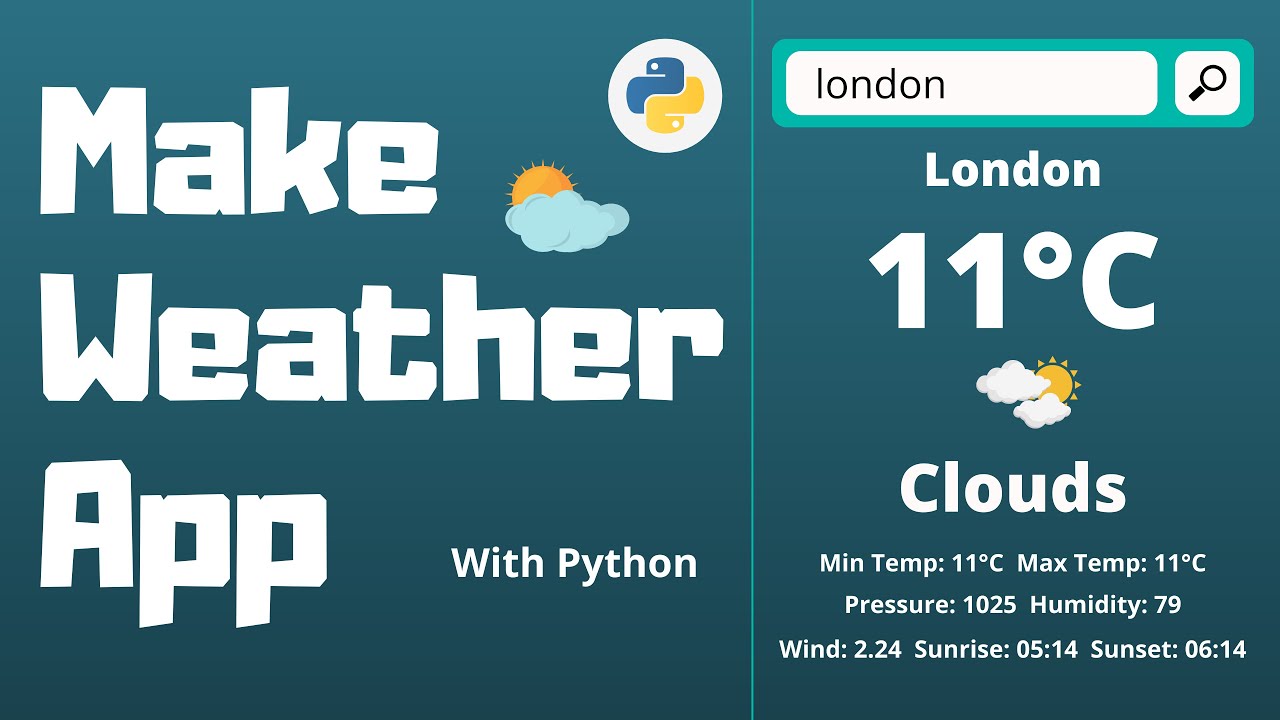 Make
Weather
App
With Python
london
London
11°C
Clouds
Min Temp: 11°C  Max Temp: 11°C
Pressure: 1025  Humidity: 79
Wind: 2.24  Sunrise: 05:14  Sunset: 06:14